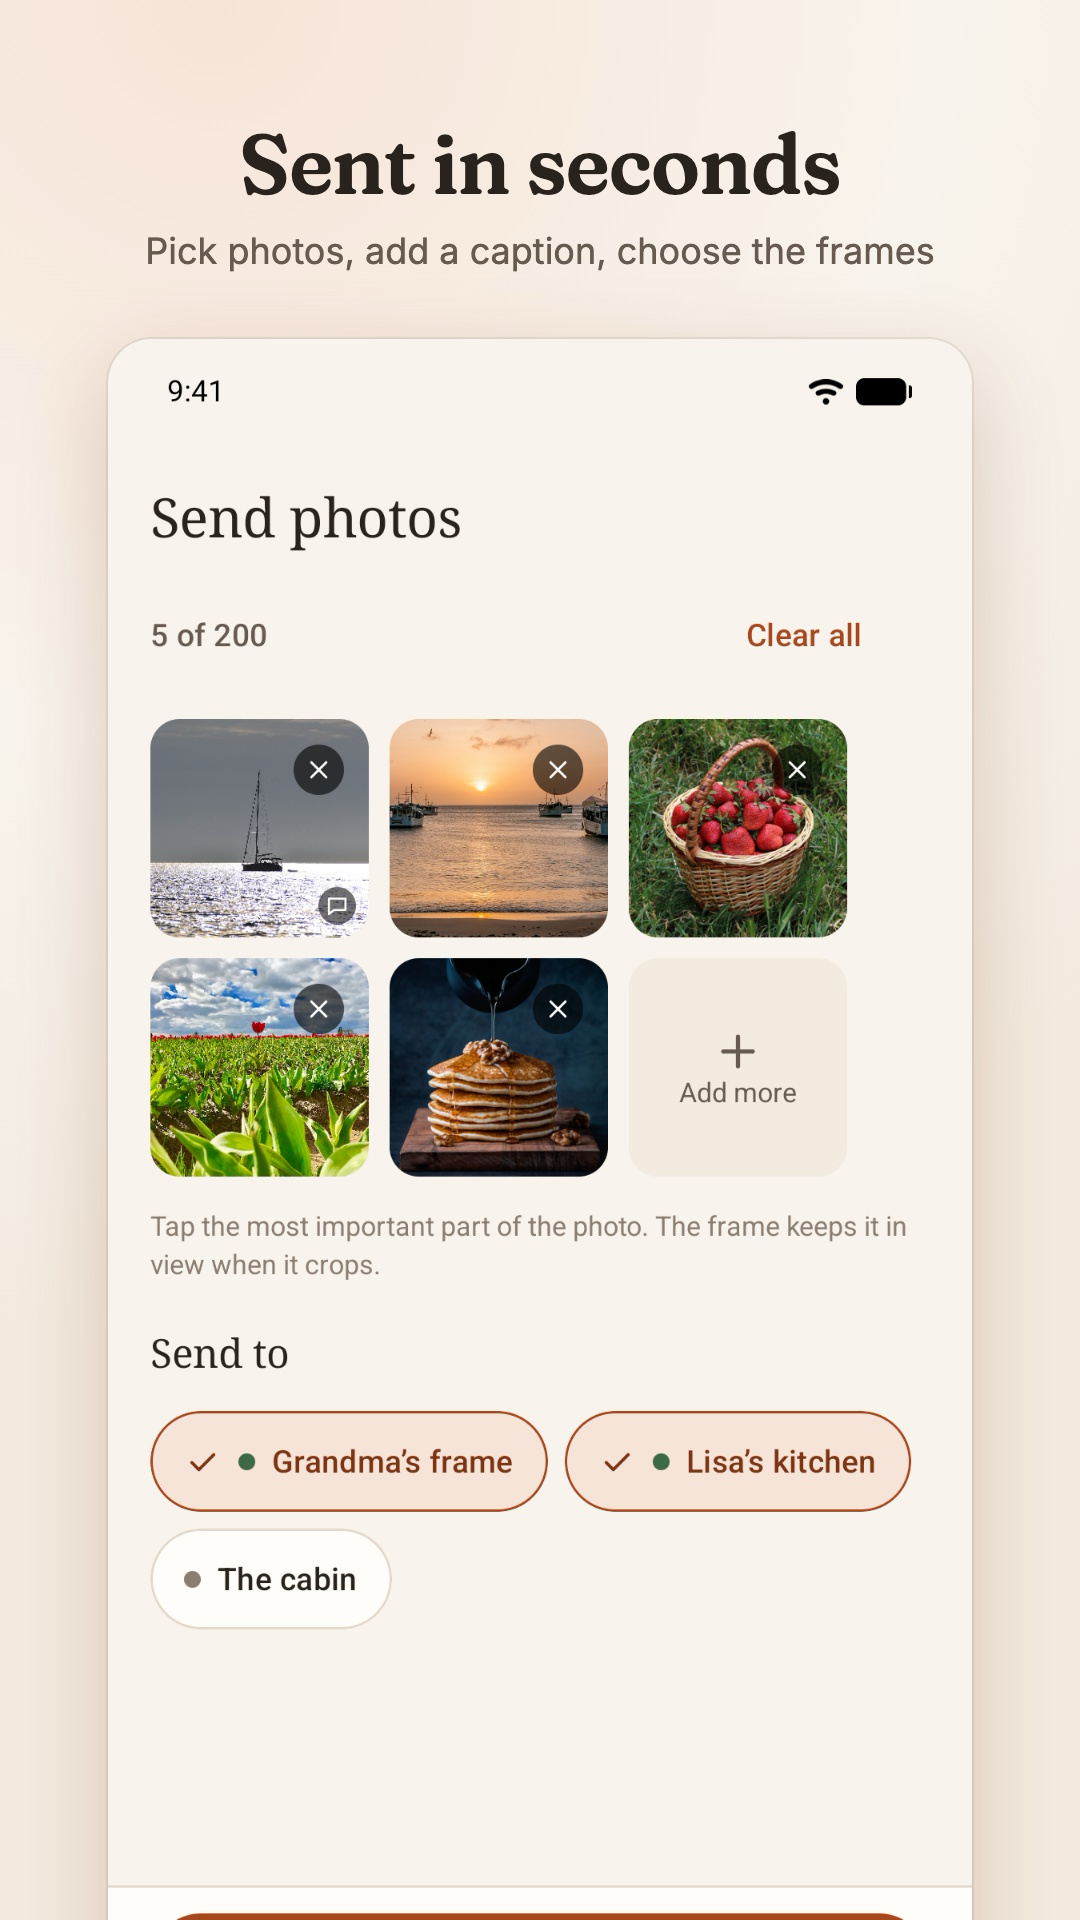 Sent in seconds
Pick photos, add a caption, choose the frames
9:41
Send photos
5 of 200
Clear all
Add more
Tap the most important part of the photo. The frame keeps it in
view when it crops.
Send to
Grandma’s frame
Lisa’s kitchen
The cabin